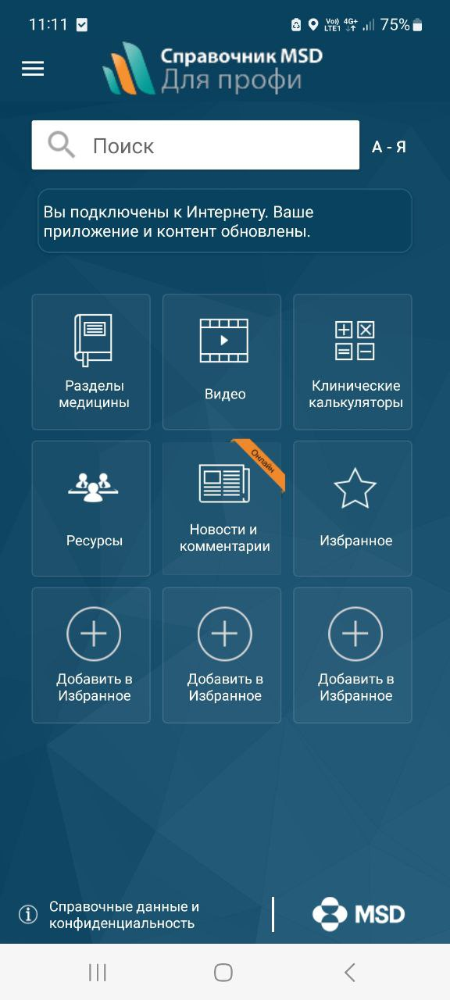 11:11 Vo)) LTE1 4G+ 75%
Справочник MSD
Для профи
Поиск А - Я
Вы подключены к Интернету. Ваше
приложение и контент обновлены.
Разделы
медицины
Видео
Клинические
калькуляторы
Ресурсы
Онлайн
Новости и
комментарии
Избранное
Добавить в
Избранное
Добавить в
Избранное
Добавить в
Избранное
Справочные данные и
конфиденциальность
MSD